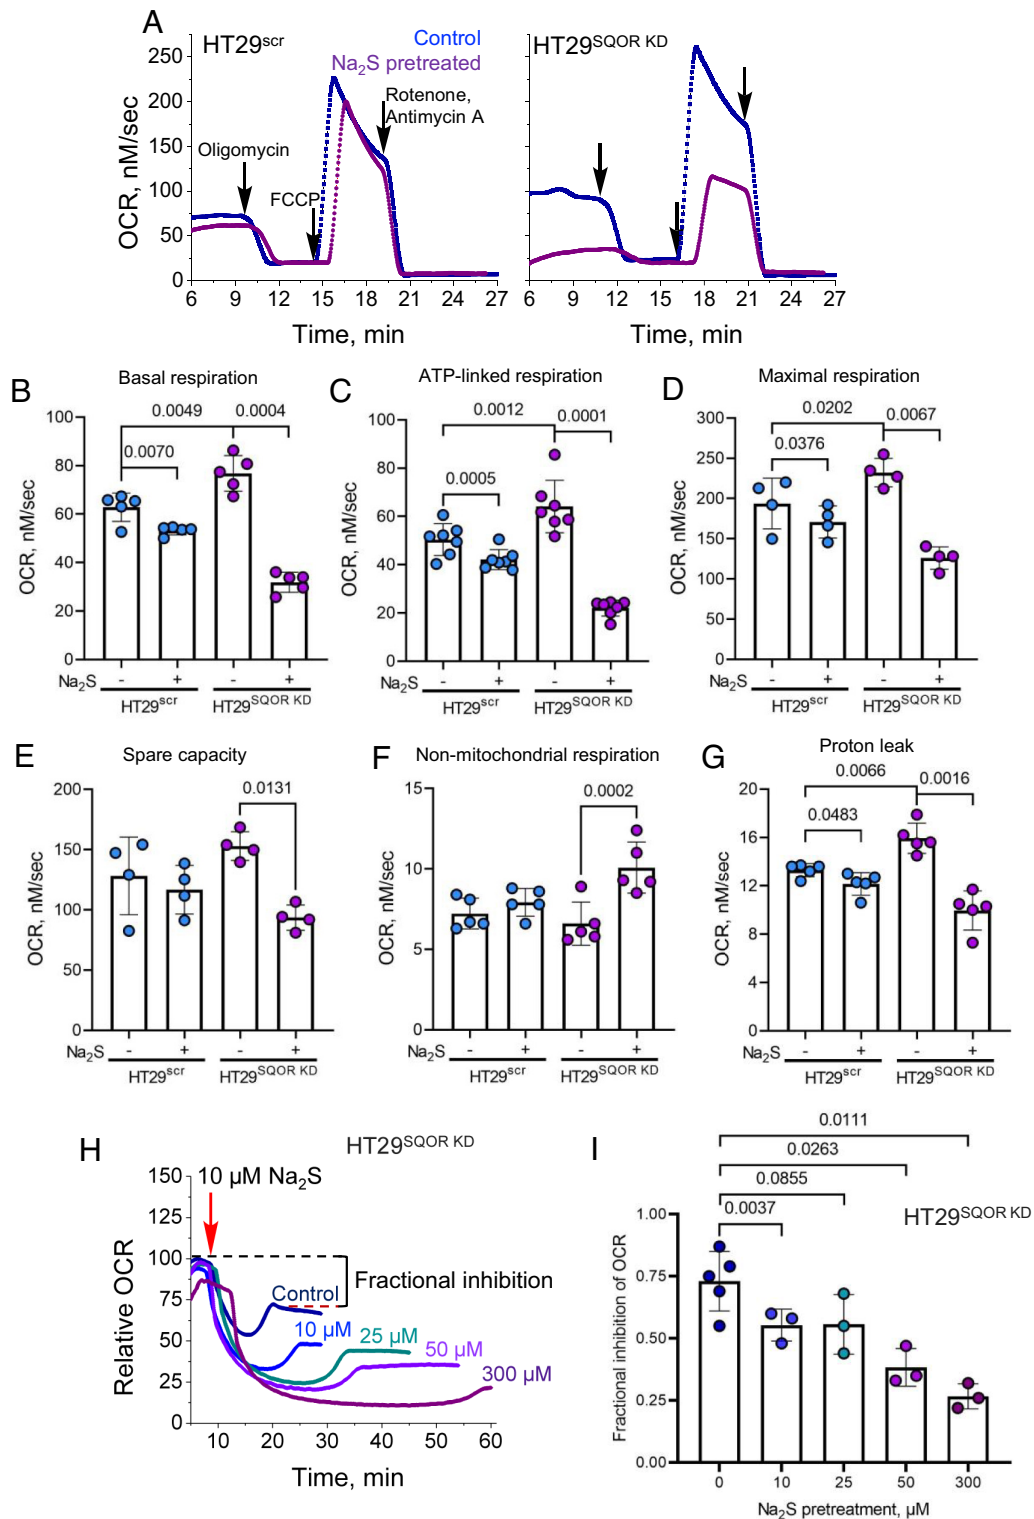 A
HT29scr
Control
Na2S pretreated
HT29SQOR KD
Rotenone,
Antimycin A
Oligomycin
FCCP
OCR, nM/sec
250
200
150
100
50
0
6 9 12 15 18 21 24 27
6 9 12 15 18 21 24 27
Time, min
Time, min
B
Basal respiration
0.0049 0.0004
0.0070
OCR, nM/sec
100
80
60
40
20
0
Na2S - + - +
HT29scr HT29SQOR KD
C
ATP-linked respiration
0.0012 0.0001
0.0005
OCR, nM/sec
100
80
60
40
20
0
- + - +
HT29scr HT29SQOR KD
D
Maximal respiration
0.0202 0.0067
0.0376
OCR, nM/sec
300
250
200
150
100
50
0
Na2S - + - +
HT29scr HT29SQOR KD
E
Spare capacity
0.0131
OCR, nM/sec
200
150
100
50
0
Na2S - + - +
HT29scr HT29SQOR KD
F
Non-mitochondrial respiration
0.0002
OCR, nM/sec
15
10
5
0
- + - +
HT29scr HT29SQOR KD
G
Proton leak
0.0066 0.0016
0.0483
OCR, nM/sec
20
16
12
8
4
0
Na2S - + - +
HT29scr HT29SQOR KD
H
HT29SQOR KD
10 µM Na2S
Fractional inhibition
Control
10 µM
25 µM
50 µM
300 µM
Relative OCR
150
125
100
75
50
25
0
10 20 30 40 50 60
Time, min
I
0.0111
0.0263
0.0855
0.0037
HT29SQOR KD
Fractional inhibition of OCR
1.00
0.75
0.50
0.25
0.00
0 10 25 50 300
Na2S pretreatment, µM